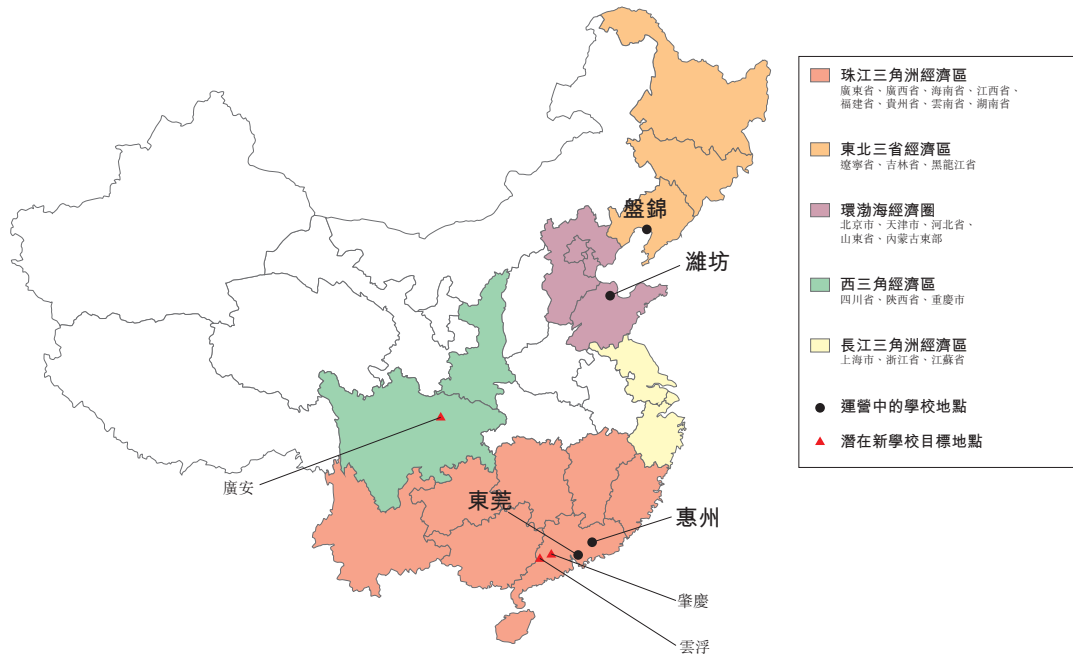 珠江三角洲經濟區
廣東省、廣西省、海南省、江西省、
福建省、貴州省、雲南省、湖南省
東北三省經濟區
遼寧省、吉林省、黑龍江省
環渤海經濟圈
北京市、天津市、河北省、
山東省、內蒙古東部
西三角經濟區
四川省、陝西省、重慶市
長江三角洲經濟區
上海市、浙江省、江蘇省
運營中的學校地點
潛在新學校目標地點
盤錦
濰坊
廣安
東莞
惠州
肇慶
雲浮